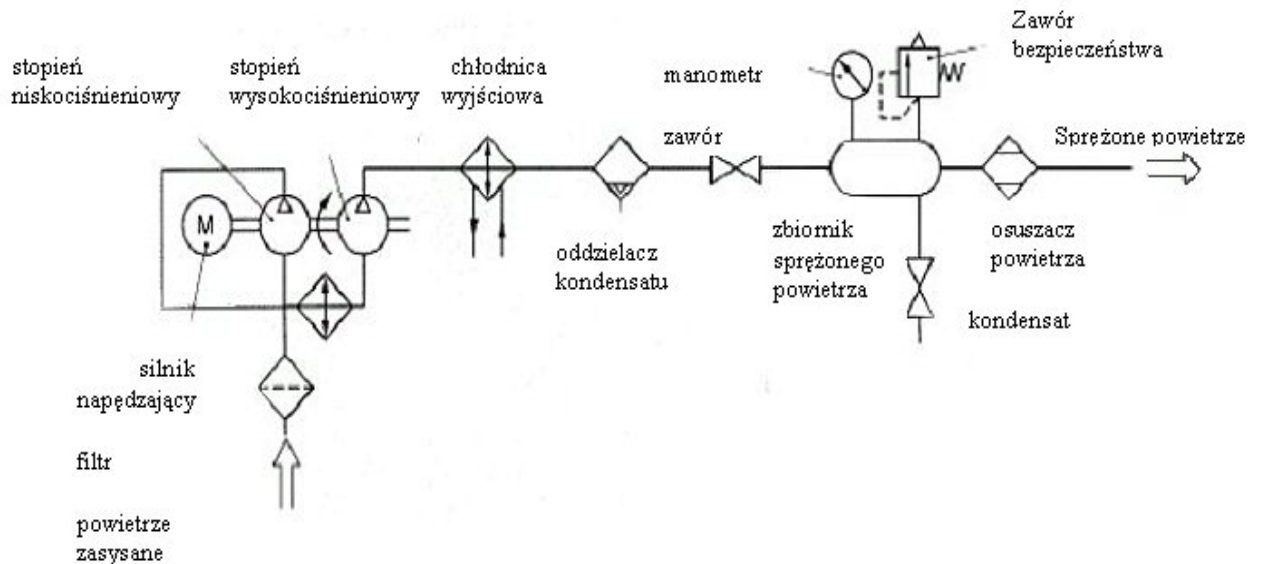 stopień
niskociśnieniowy
stopień
wysokociśnieniowy
chłodnica
wyjściowa
manometr
Zawór
bezpieczeństwa
zawór
Sprężone powietrze
M
oddzielacz
kondensatu
zbiornik
sprężonego
powietrza
osuszacz
powietrza
kondensat
silnik
napędzający
filtr
powietrze
zasysane